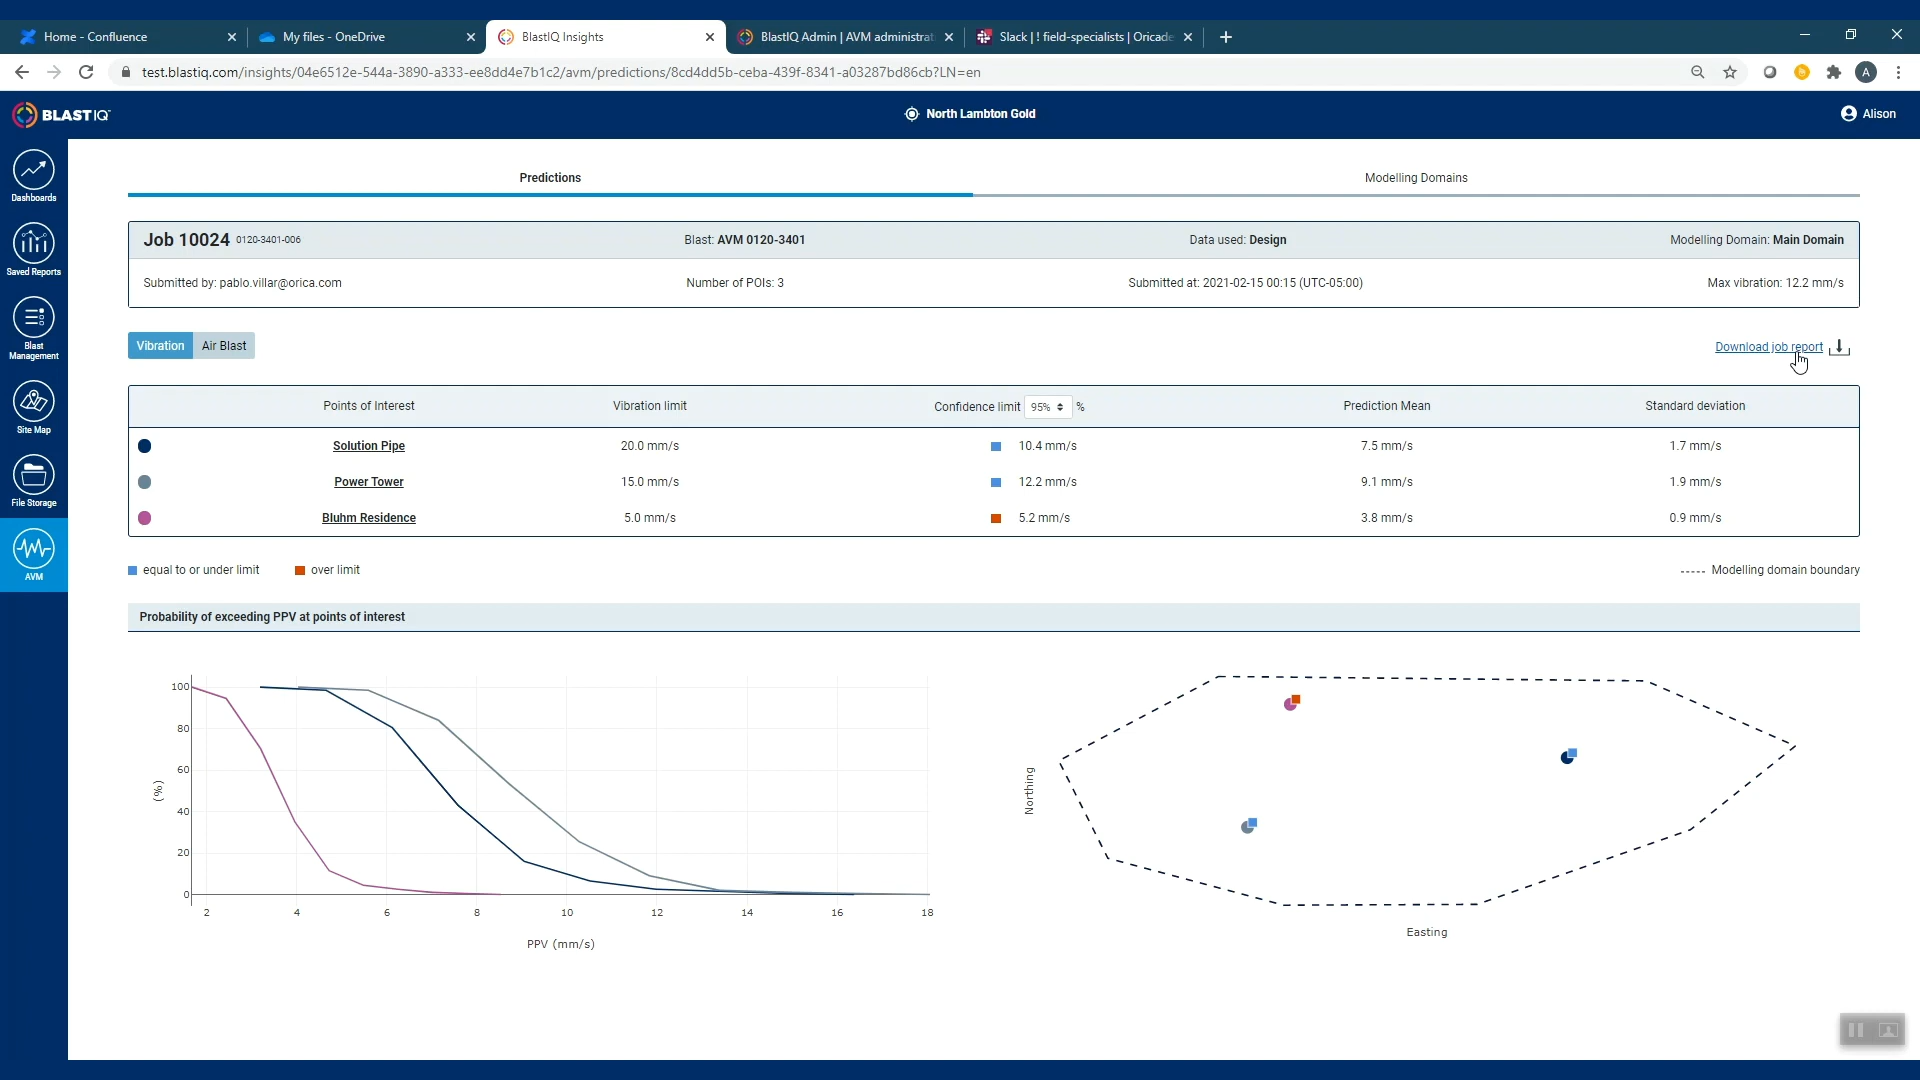 Home - Confluence
My files - OneDrive
BlastIQ Insights
BlastIQ Admin | AVM administrat
Slack | ! field-specialists | Oricade
test.blastiq.com/insights/04e6512e-544a-3890-a333-ee8dd4e7b1c2/avm/predictions/8cd4dd5b-ceba-439f-8341-a03287bd86cb?LN=en
A
BLASTIQ
North Lambton Gold
Alison
Dashboards
Saved Reports
Blast
Management
Site Map
File Storage
AVM
Predictions
Modelling Domains
Job 10024 0120-3401-006
Blast: AVM 0120-3401
Data used: Design
Modelling Domain: Main Domain
Submitted by: pablo.villar@orica.com
Number of POIs: 3
Submitted at: 2021-02-15 00:15 (UTC-05:00)
Max vibration: 12.2 mm/s
Vibration
Air Blast
Download job report
Points of Interest
Vibration limit
Confidence limit 95% %
Prediction Mean
Standard deviation
Solution Pipe 20.0 mm/s 10.4 mm/s 7.5 mm/s 1.7 mm/s
Power Tower 15.0 mm/s 12.2 mm/s 9.1 mm/s 1.9 mm/s
Bluhm Residence 5.0 mm/s 5.2 mm/s 3.8 mm/s 0.9 mm/s
equal to or under limit
over limit
Modelling domain boundary
Probability of exceeding PPV at points of interest
100
80
60
40
20
0
(%)
2 4 6 8 10 12 14 16 18
PPV (mm/s)
Northing
Easting